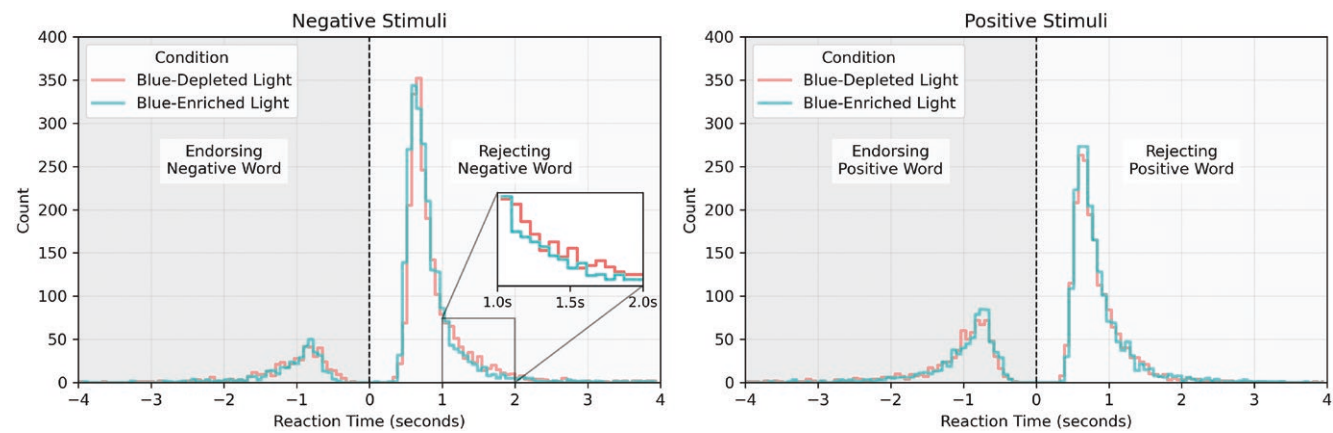 Negative Stimuli
400
350
300
250
200
150
100
50
0
Count
Condition
Blue-Depleted Light
Blue-Enriched Light
Endorsing
Negative Word
Rejecting
Negative Word
1.0s 1.5s 2.0s
−4 −3 −2 −1 0 1 2 3 4
Reaction Time (seconds)
Positive Stimuli
400
350
300
250
200
150
100
50
0
Count
Condition
Blue-Depleted Light
Blue-Enriched Light
Endorsing
Positive Word
Rejecting
Positive Word
−4 −3 −2 −1 0 1 2 3 4
Reaction Time (seconds)